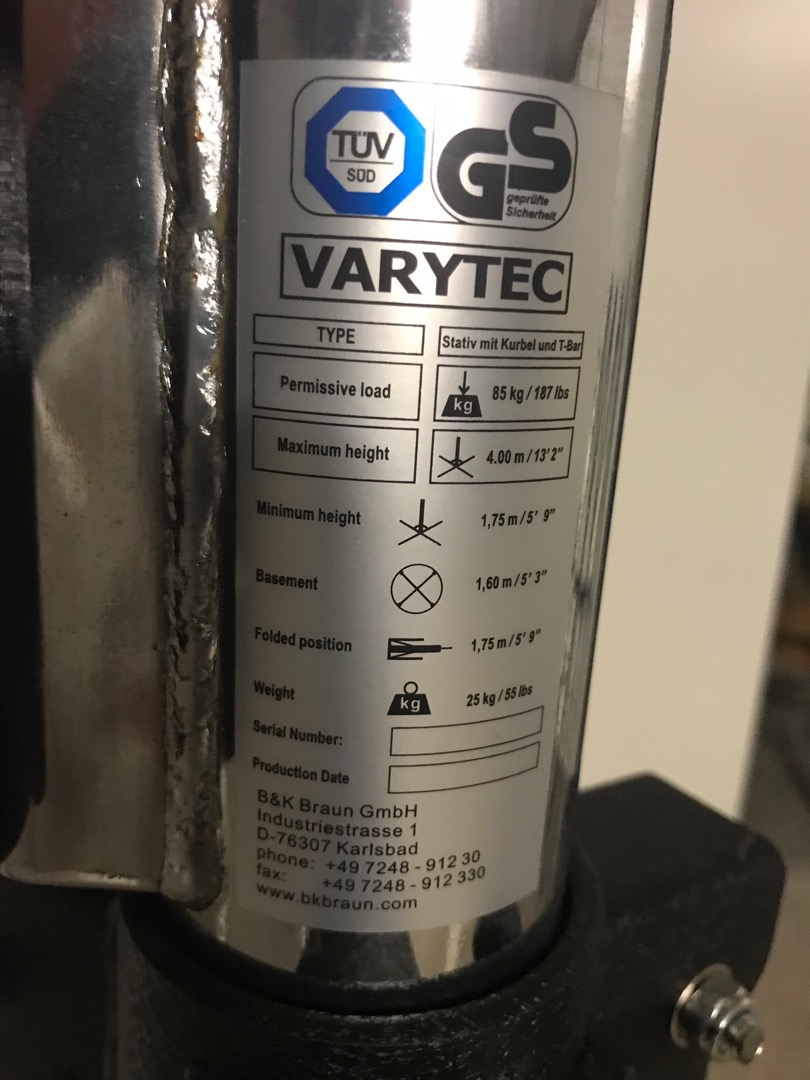 TÜV
SÜD
GS
geprüfte
Sicherheit
VARYTEC
TYPE Stativ mit Kurbel und T-Bar
Permissive load kg 85 kg / 187 lbs
Maximum height 4.00 m / 13' 2"
Minimum height 1,75 m / 5' 9"
Basement 1,60 m / 5' 3"
Folded position 1,75 m / 5' 9"
Weight kg 25 kg / 55 lbs
Serial Number:
Production Date
B&K Braun GmbH
Industriestrasse 1
D-76307 Karlsbad
phone: +49 7248 - 912 30
fax: +49 7248 - 912 330
www.bkbraun.com